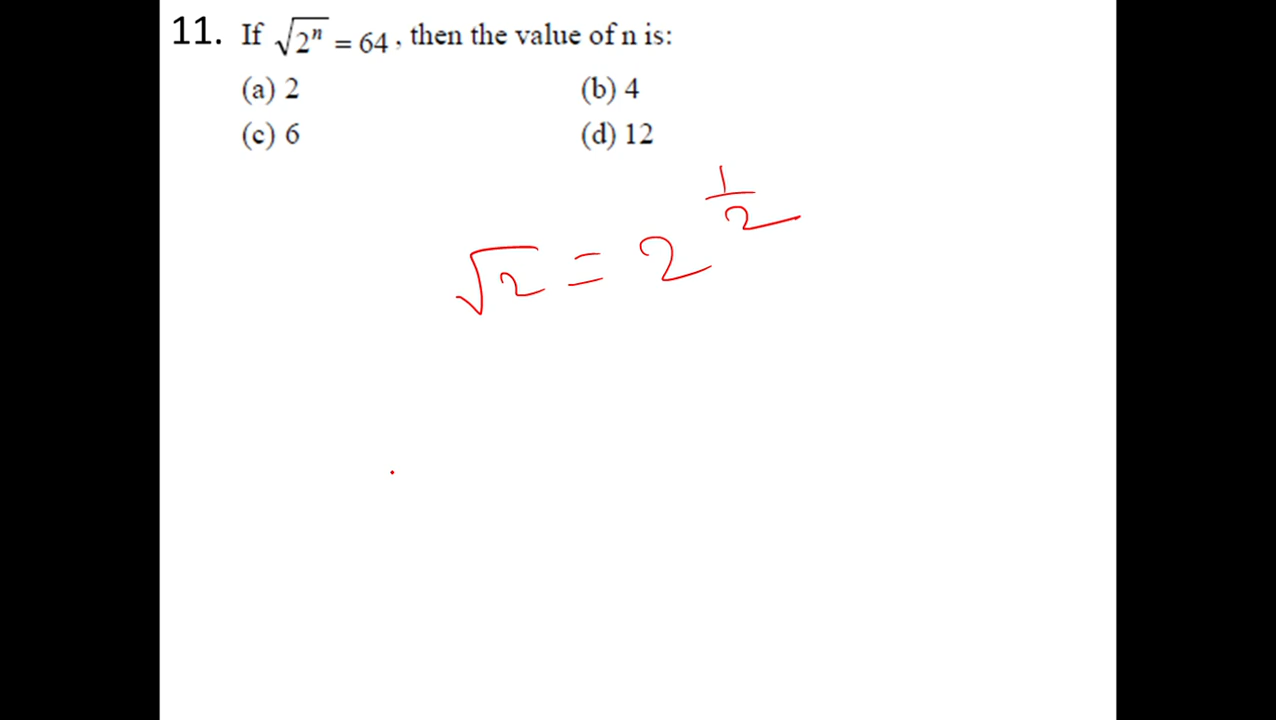 11. If √2ⁿ = 64, then the value of n is:
(a) 2 (b) 4
(c) 6 (d) 12
√2 = 2^(1/2)